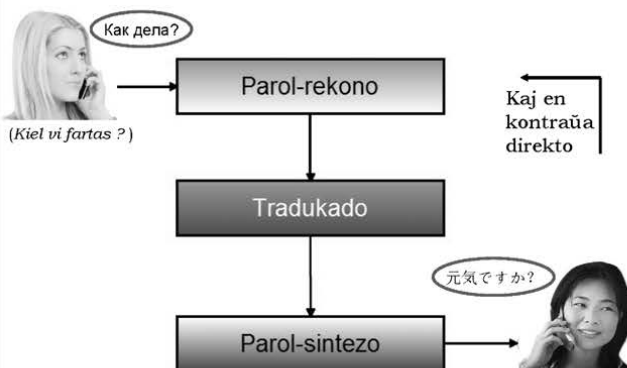 Как дела?
(Kiel vi fartas ?)
Parol-rekono
Kaj en
kontraŭa
direkto
Tradukado
元気ですか?
Parol-sintezo